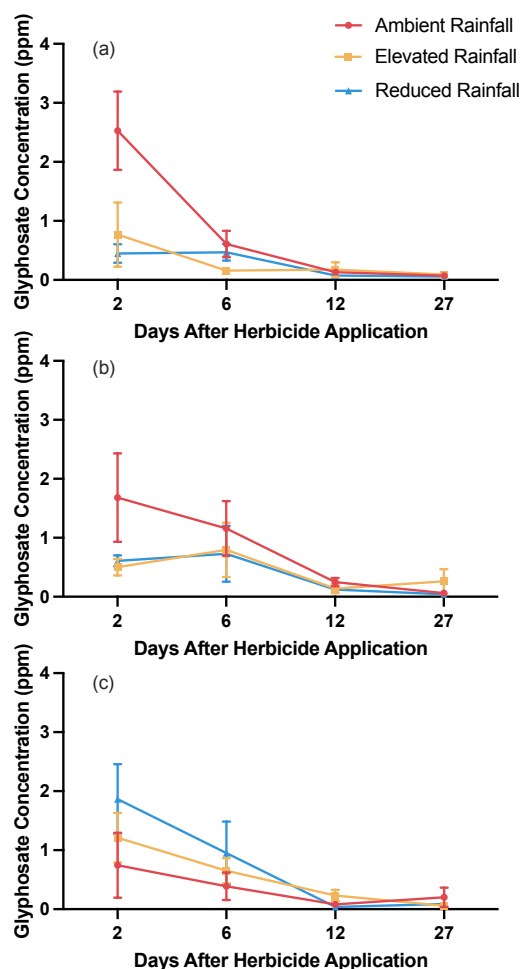 Ambient Rainfall
Elevated Rainfall
Reduced Rainfall
(a)
Glyphosate Concentration (ppm)
4
3
2
1
0
2 6 12 27
Days After Herbicide Application
(b)
Glyphosate Concentration (ppm)
4
3
2
1
0
2 6 12 27
Days After Herbicide Application
(c)
Glyphosate Concentration (ppm)
4
3
2
1
0
2 6 12 27
Days After Herbicide Application